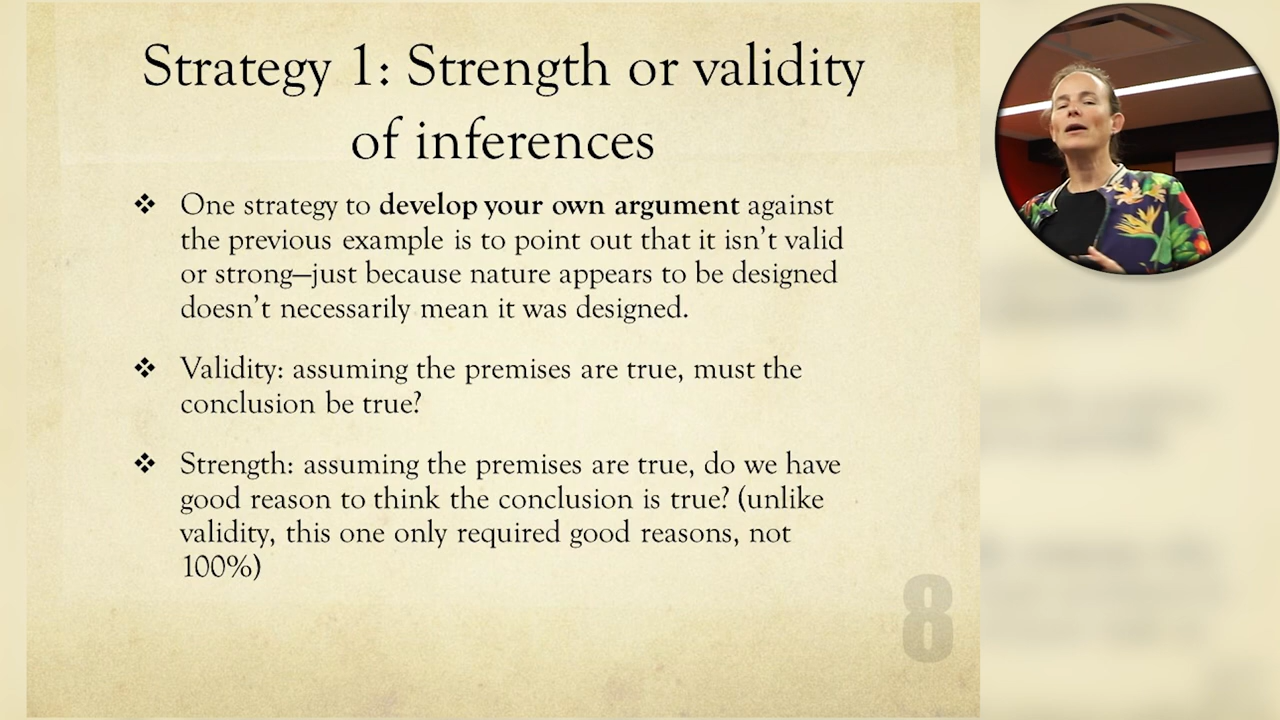 Strategy 1: Strength or validity
of inferences
❖ One strategy to develop your own argument against
the previous example is to point out that it isn’t valid
or strong—just because nature appears to be designed
doesn’t necessarily mean it was designed.
❖ Validity: assuming the premises are true, must the
conclusion be true?
❖ Strength: assuming the premises are true, do we have
good reason to think the conclusion is true? (unlike
validity, this one only required good reasons, not
100%)
8